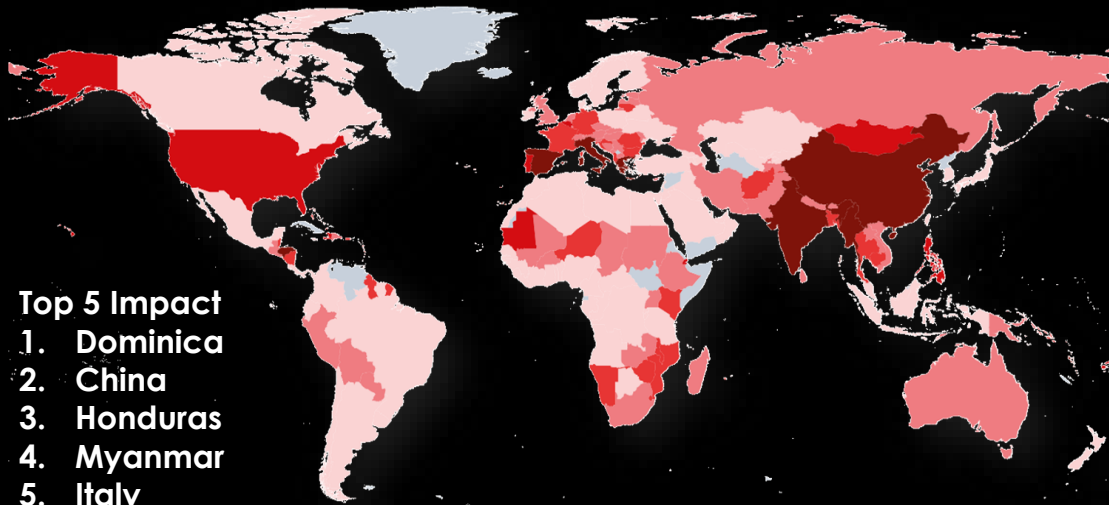 Top 5 Impact
1. Dominica
2. China
3. Honduras
4. Myanmar
5. Italy